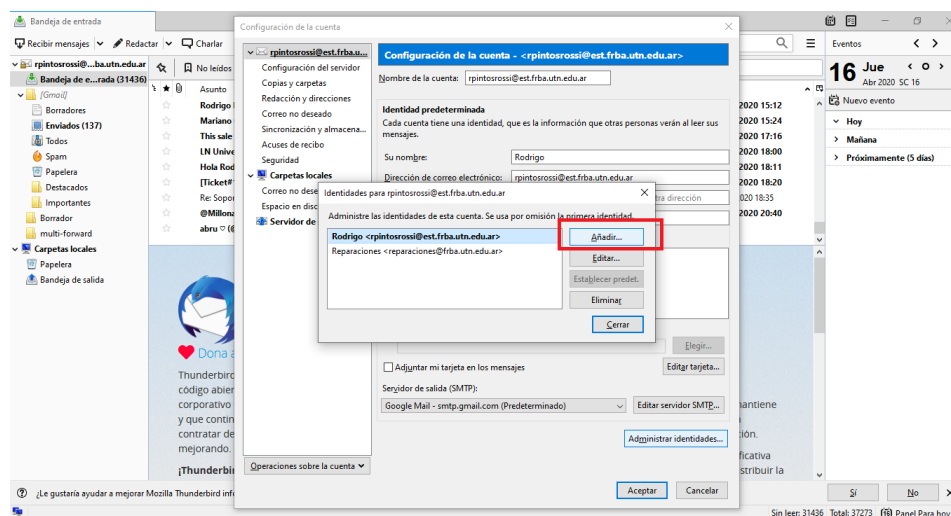 Bandeja de entrada
Recibir mensajes
Redactar
Charlar
rpintosrossi@...ba.utn.edu.ar
Bandeja de e...rada (31436)
[Gmail]
Borradores
Enviados (137)
Todos
Spam
Papelera
Destacados
Importantes
Borrador
multi-forward
Carpetas locales
Papelera
Bandeja de salida
No leídos
Asunto
Rodrigo
Mariano
This sale
LN Unive
Hola Rod
[Ticket#
Re: Sopor
@Millona
abru
2020 15:12
2020 15:24
2020 17:16
2020 18:00
2020 18:11
2020 18:20
020 18:35
2020 20:40
Dona a
Thunderbird
código abier
corporativo
y que contin
contratar de
mejorando.
¡Thunderbi
antiene
ión.
ficativa
stribuir la
Configuración de la cuenta
rpintosrossi@est.frba.u...
Configuración del servidor
Copias y carpetas
Redacción y direcciones
Correo no deseado
Sincronización y almacena...
Acuses de recibo
Seguridad
Carpetas locales
Correo no dese
Espacio en disc
Servidor de
Operaciones sobre la cuenta
Configuración de la cuenta - <rpintosrossi@est.frba.utn.edu.ar>
Nombre de la cuenta: rpintosrossi@est.frba.utn.edu.ar
Identidad predeterminada
Cada cuenta tiene una identidad, que es la información que otras personas verán al leer sus
mensajes.
Su nombre: Rodrigo
Dirección de correo electrónico: rpintosrossi@est.frba.utn.edu.ar
tra dirección
Identidades para rpintosrossi@est.frba.utn.edu.ar
Administre las identidades de esta cuenta. Se usa por omisión la primera identidad.
Rodrigo <rpintosrossi@est.frba.utn.edu.ar>
Reparaciones <reparaciones@frba.utn.edu.ar>
Añadir...
Editar...
Establecer predet.
Eliminar
Cerrar
Elegir...
Adjuntar mi tarjeta en los mensajes
Editar tarjeta...
Servidor de salida (SMTP):
Google Mail - smtp.gmail.com (Predeterminado)
Editar servidor SMTP...
Administrar identidades...
Aceptar
Cancelar
Eventos
16 Jue
Abr 2020 SC 16
Nuevo evento
Hoy
Mañana
Próximamente (5 días)
¿Le gustaría ayudar a mejorar Mozilla Thunderbird inf
Sí
No
Sin leer: 31436 Total: 37273 Panel Para hoy